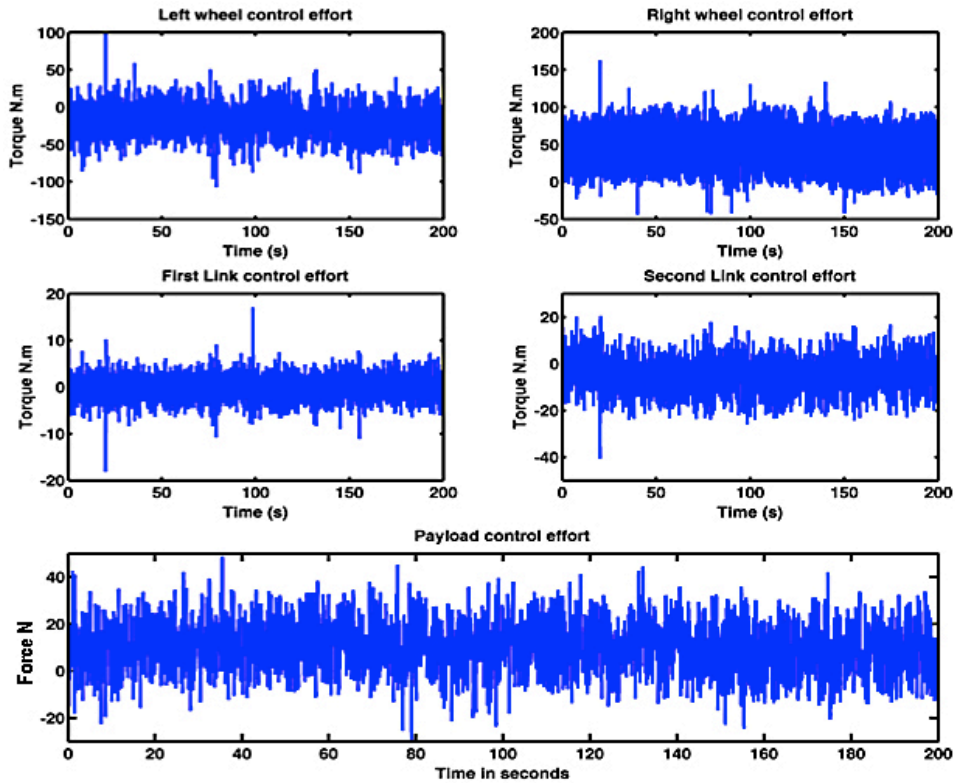 Left wheel control effort
Torque N.m
100
50
0
-50
-100
-150
0 50 100 150 200
Time (s)
Right wheel control effort
Torque N.m
200
150
100
50
0
-50
0 50 100 150 200
Time (s)
First Link control effort
Torque N.m
20
10
0
-10
-20
0 50 100 150 200
Time (s)
Second Link control effort
Torque N.m
20
0
-20
-40
0 50 100 150 200
Time (s)
Payload control effort
Force N
40
20
0
-20
0 20 40 60 80 100 120 140 160 180 200
Time in seconds